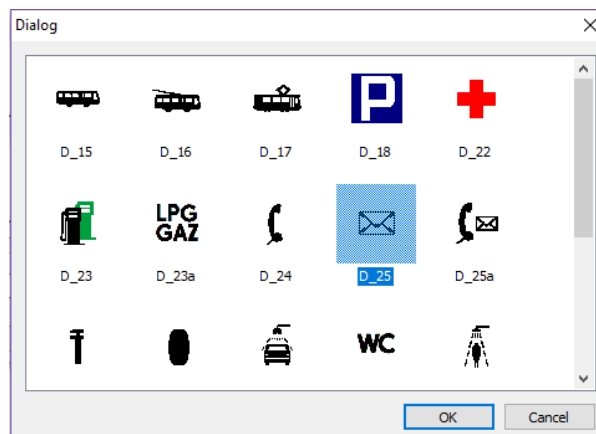 Dialog
P
D_15 D_16 D_17 D_18 D_22
LPG
GAZ
D_23 D_23a D_24 D_25 D_25a
WC
OK Cancel